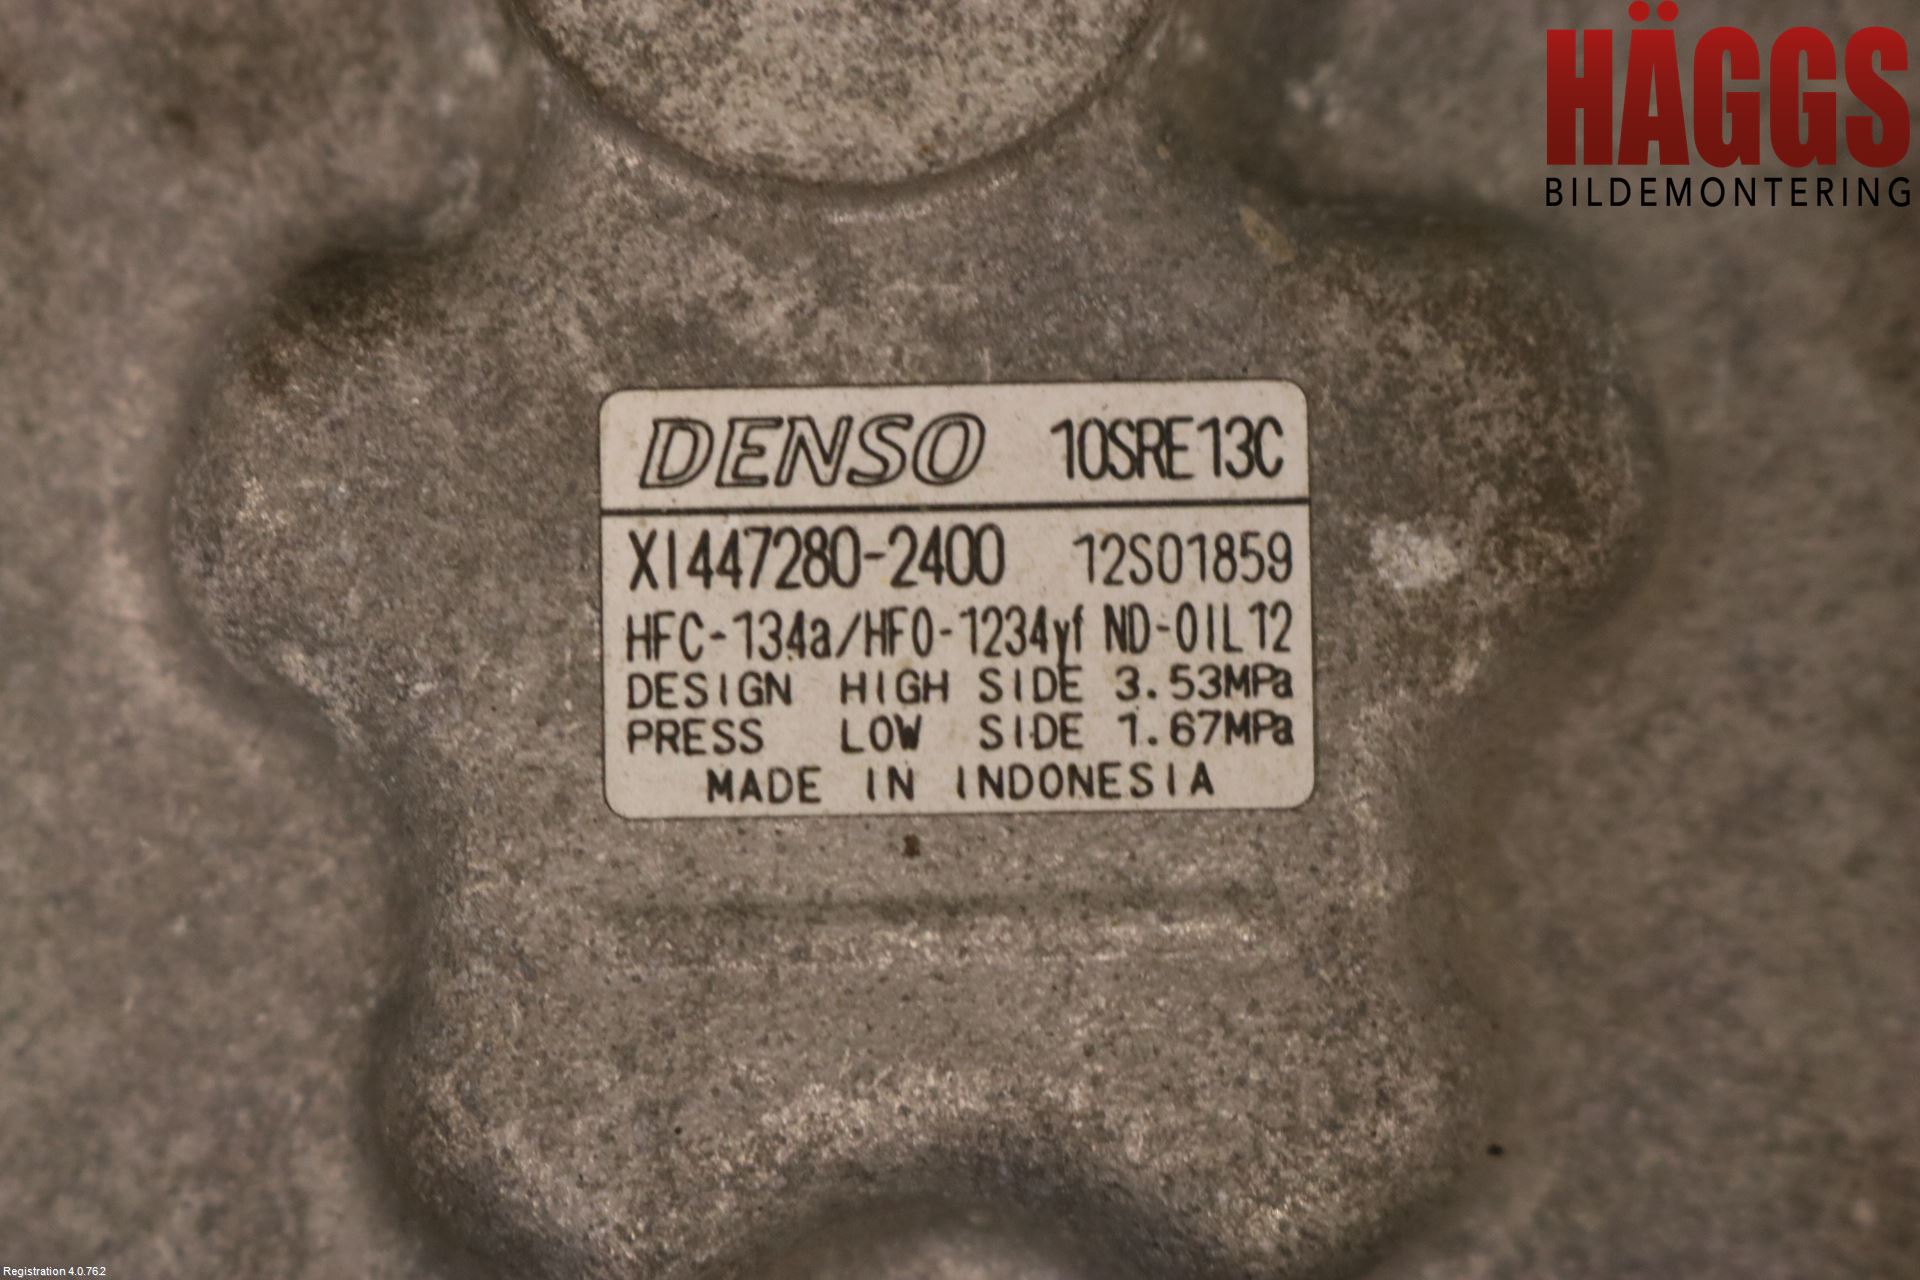 HÄGGS
BILDEMONTERING
DENSO 10SRE13C
XI447280-2400 12S01859
HFC-134a/HFO-1234yf ND-OIL12
DESIGN HIGH SIDE 3.53MPa
PRESS LOW SIDE 1.67MPa
MADE IN INDONESIA
Registration 4.0.762